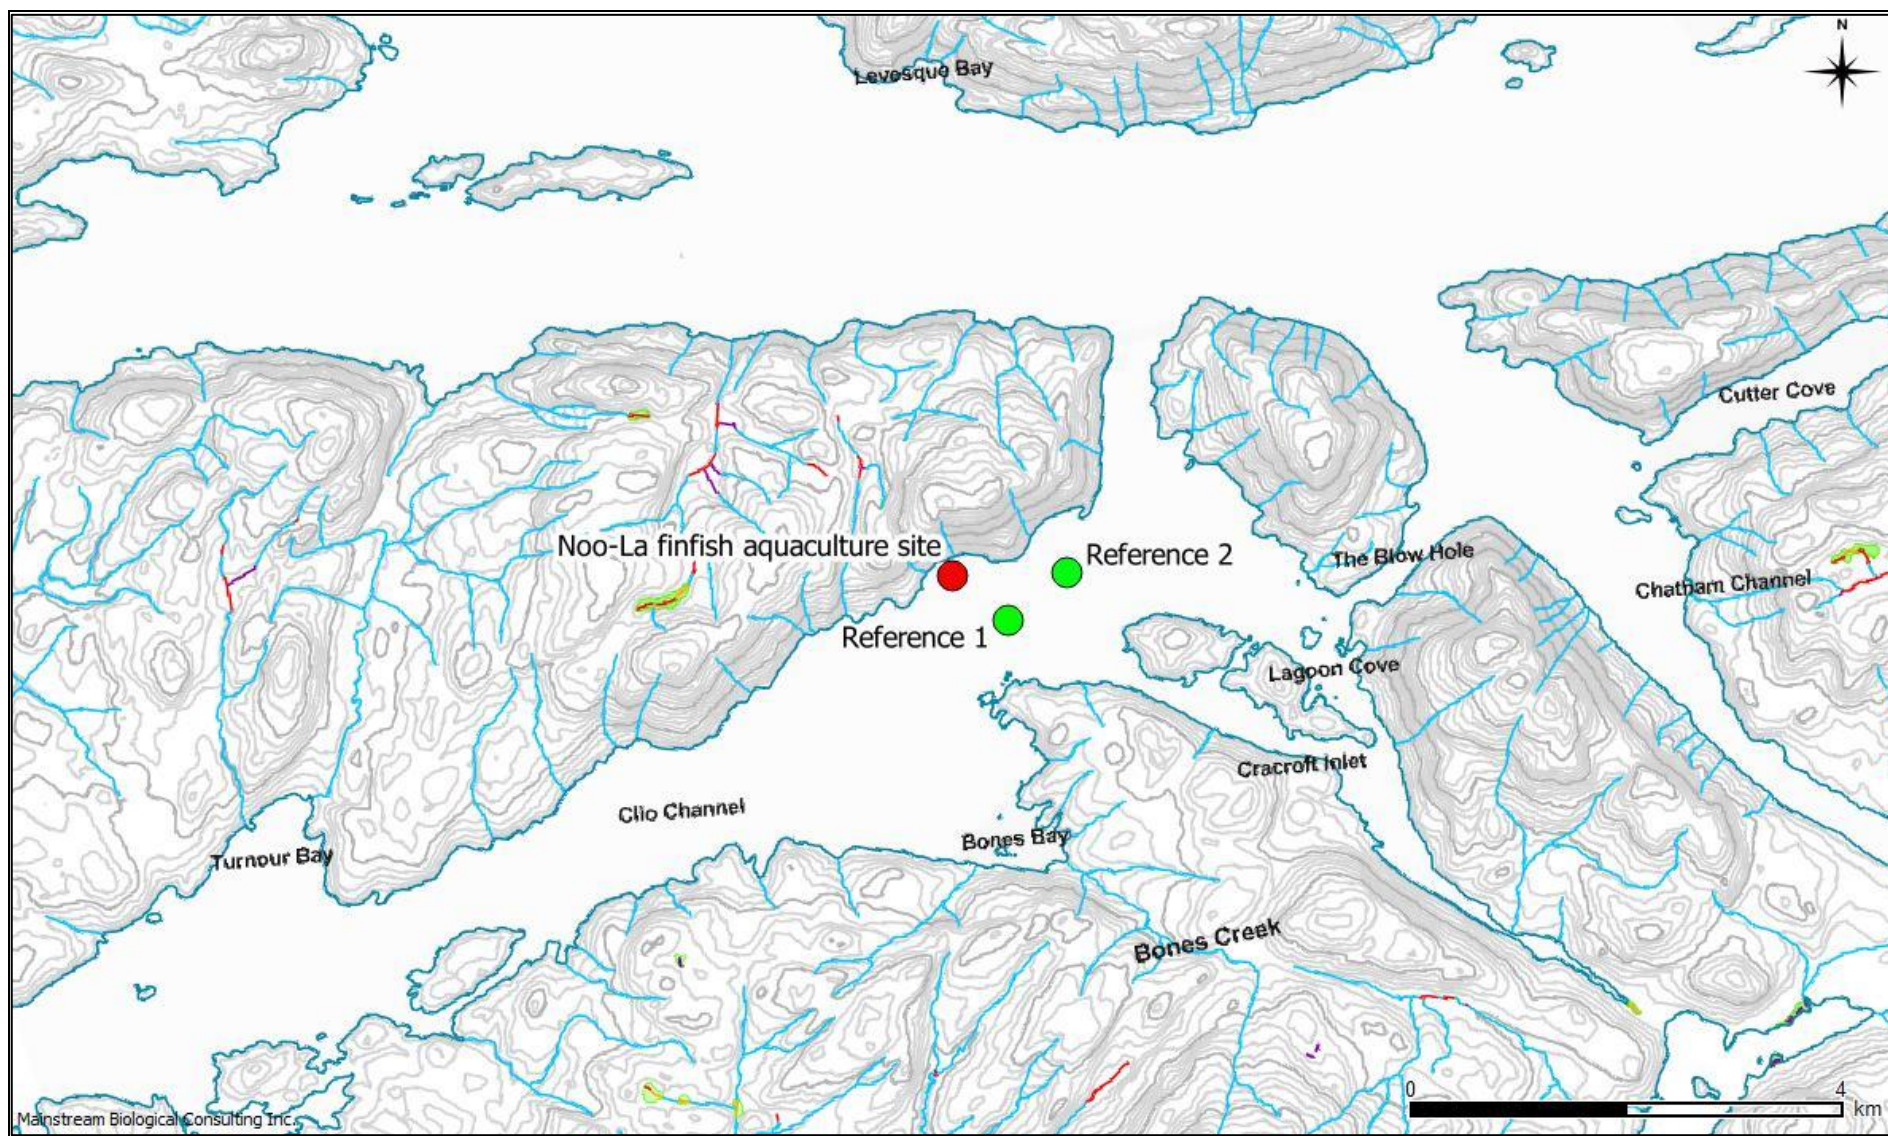 N
Levesque Bay
Cutter Cove
Noo-La finfish aquaculture site
Reference 2
The Blow Hole
Chatham Channel
Reference 1
Lagoon Cove
Cracroft Inlet
Clio Channel
Bones Bay
Turnour Bay
Bones Creek
0 4
km
Mainstream Biological Consulting Inc.